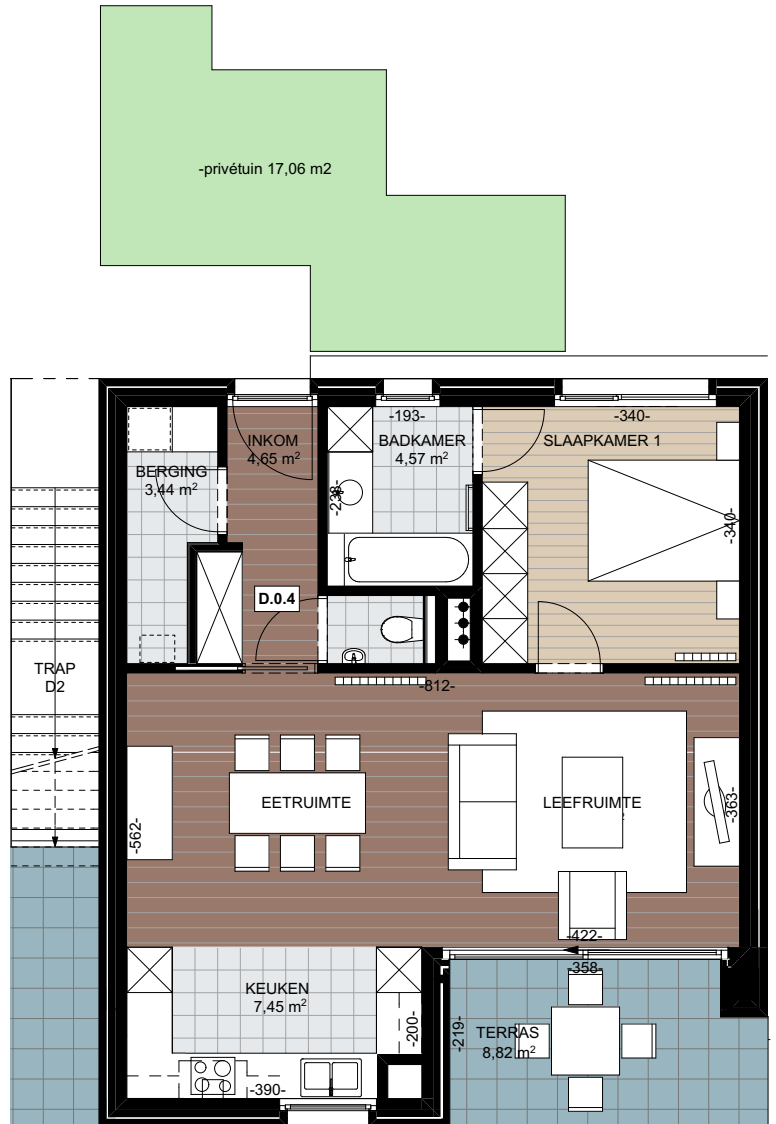 -privétuin 17,06 m2
-193-
-340-
INKOM
4,65 m²
BADKAMER
4,57 m²
SLAAPKAMER 1
BERGING
3,44 m²
-238-
-340-
D.0.4
TRAP
D2
-812-
EETRUIMTE
LEEFRUIMTE
-363-
-562-
-422-
-358-
KEUKEN
7,45 m²
-200-
-219-
TERRAS
8,82 m²
-390-